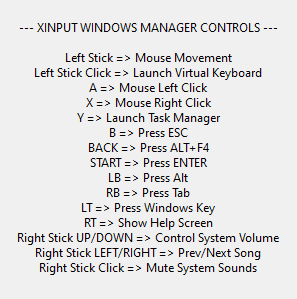 --- XINPUT WINDOWS MANAGER CONTROLS ---
Left Stick => Mouse Movement
Left Stick Click => Launch Virtual Keyboard
A => Mouse Left Click
X => Mouse Right Click
Y => Launch Task Manager
B => Press ESC
BACK => Press ALT+F4
START => Press ENTER
LB => Press Alt
RB => Press Tab
LT => Press Windows Key
RT => Show Help Screen
Right Stick UP/DOWN => Control System Volume
Right Stick LEFT/RIGHT => Prev/Next Song
Right Stick Click => Mute System Sounds